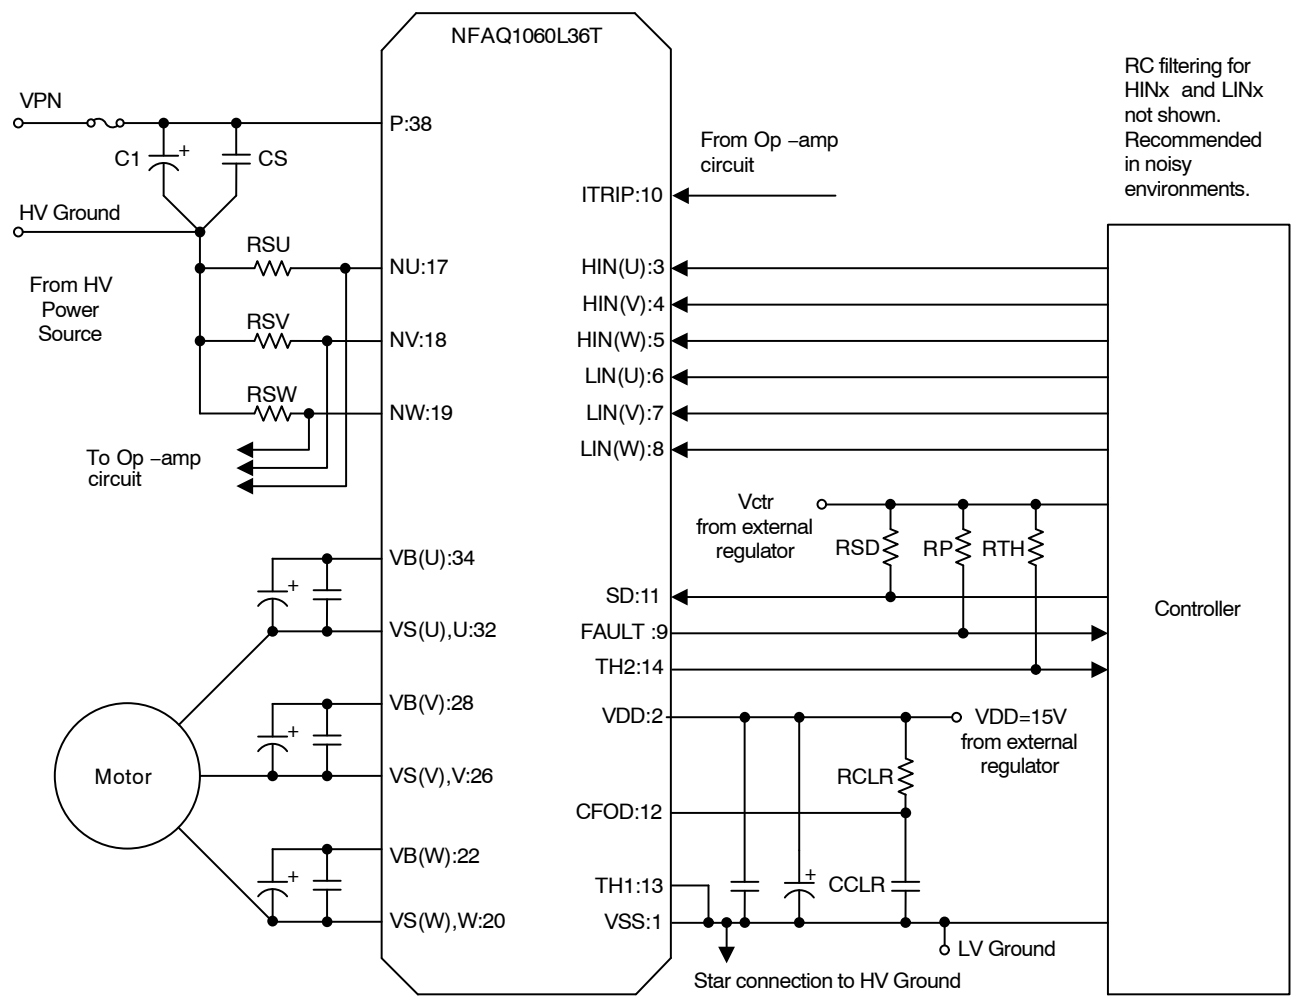 NFAQ1060L36T
RC filtering for
HINx and LINx
not shown.
Recommended
in noisy
environments.
VPN
P:38
C1
+
CS
HV Ground
From HV
Power
Source
RSU
NU:17
RSV
NV:18
RSW
NW:19
To Op –amp
circuit
From Op –amp
circuit
ITRIP:10
HIN(U):3
HIN(V):4
HIN(W):5
LIN(U):6
LIN(V):7
LIN(W):8
Vctr
from external
regulator
RSD
RP
RTH
SD:11
FAULT :9
TH2:14
Controller
VB(U):34
+
VS(U),U:32
VB(V):28
+
VS(V),V:26
Motor
VB(W):22
+
VS(W),W:20
VDD:2
VDD=15V
from external
regulator
RCLR
CFOD:12
TH1:13
+
CCLR
VSS:1
LV Ground
Star connection to HV Ground